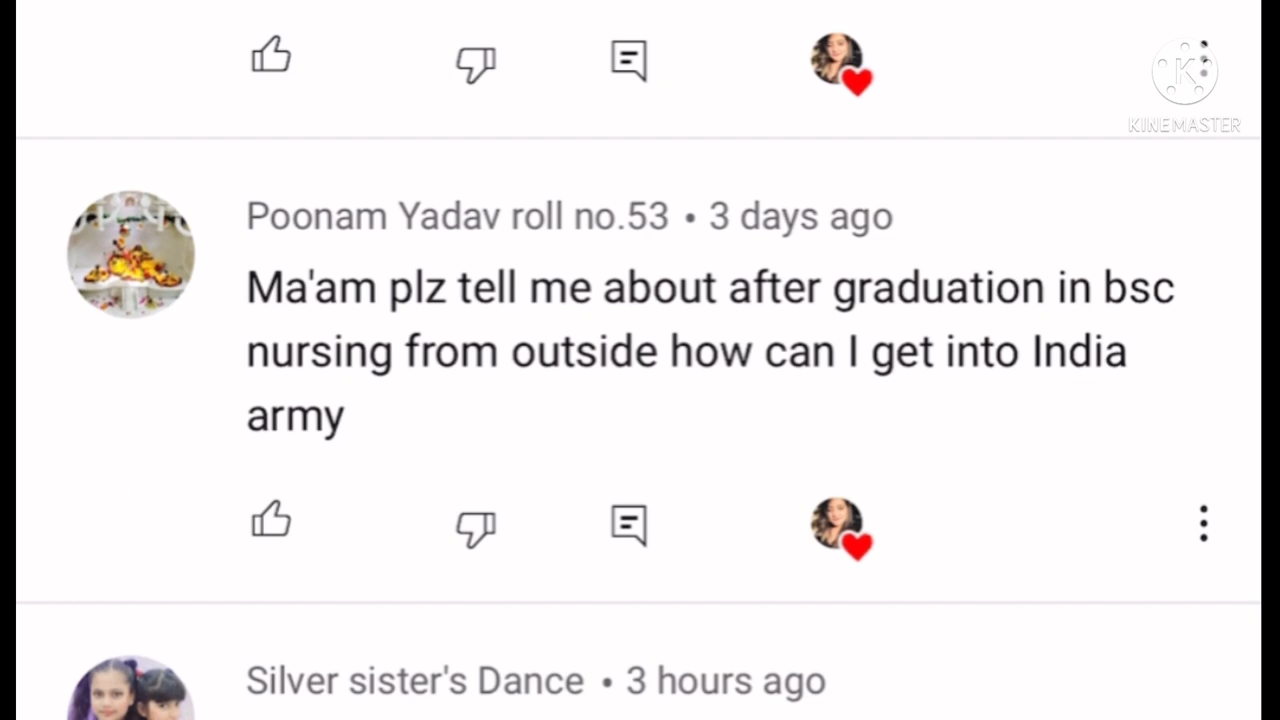 KINEMASTER
Poonam Yadav roll no.53 • 3 days ago
Ma'am plz tell me about after graduation in bsc
nursing from outside how can I get into India
army
Silver sister's Dance • 3 hours ago